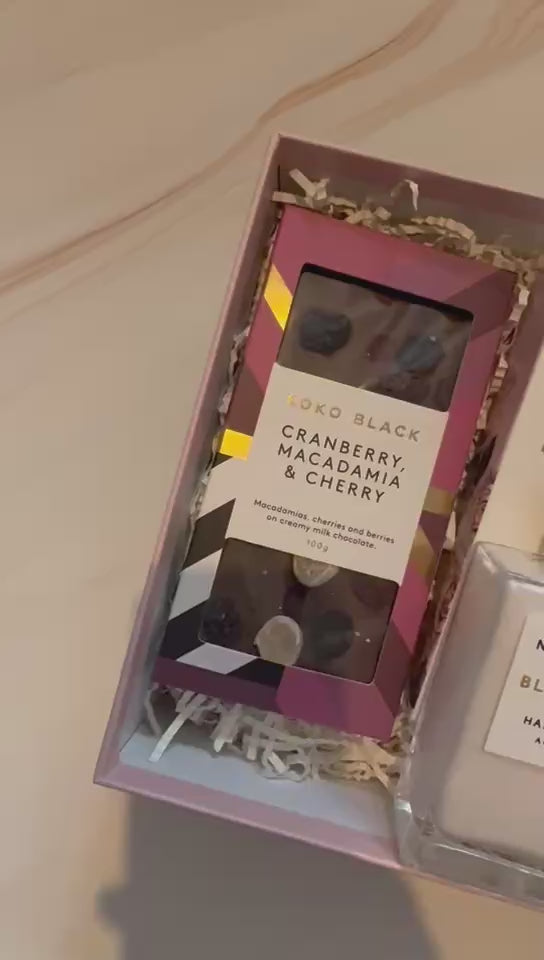 KOKO BLACK
CRANBERRY,
MACADAMIA
& CHERRY
Macadamias, cherries and berries
on creamy milk chocolate.
100g